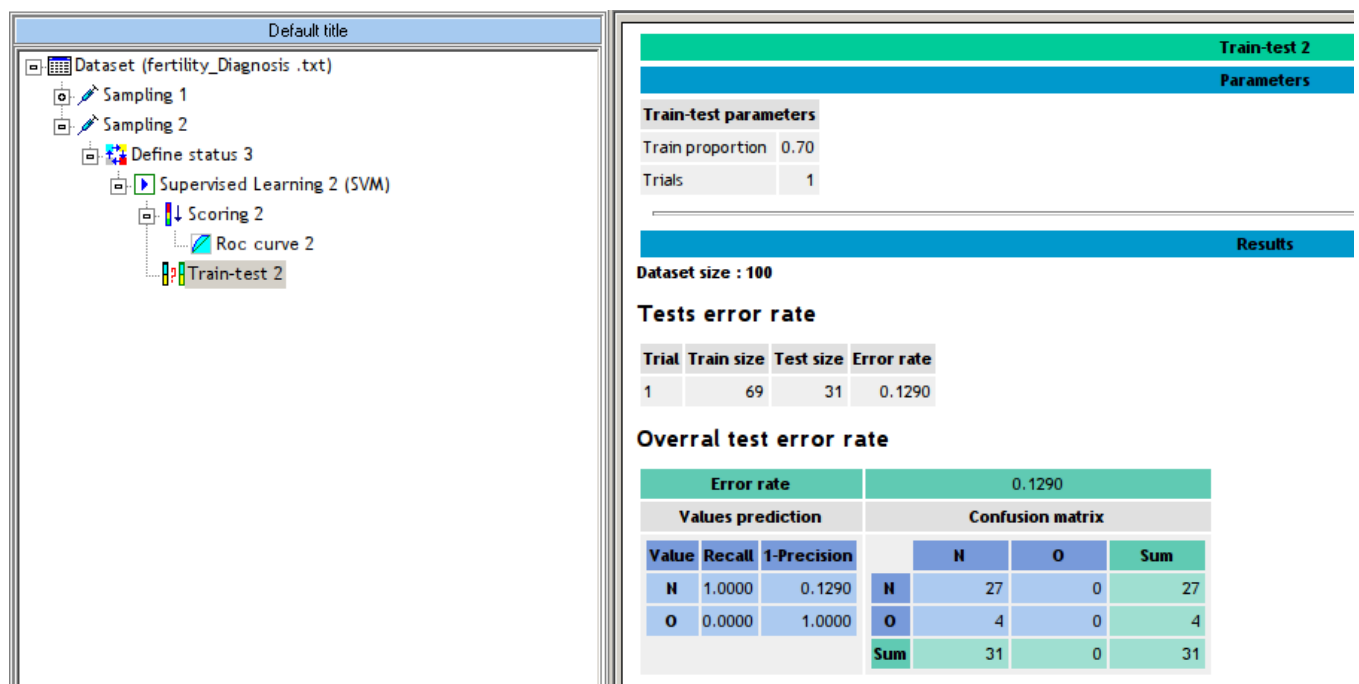 Default title
Dataset (fertility_Diagnosis .txt)
Sampling 1
Sampling 2
Define status 3
Supervised Learning 2 (SVM)
Scoring 2
Roc curve 2
Train-test 2
Train-test 2
Parameters
Train-test parameters
Train proportion 0.70
Trials 1
Results
Dataset size : 100
Tests error rate
Trial Train size Test size Error rate
1 69 31 0.1290
Overral test error rate
Error rate 0.1290
Values prediction Confusion matrix
Value Recall 1-Precision N O Sum
N 1.0000 0.1290 N 27 0 27
O 0.0000 1.0000 O 4 0 4
Sum 31 0 31